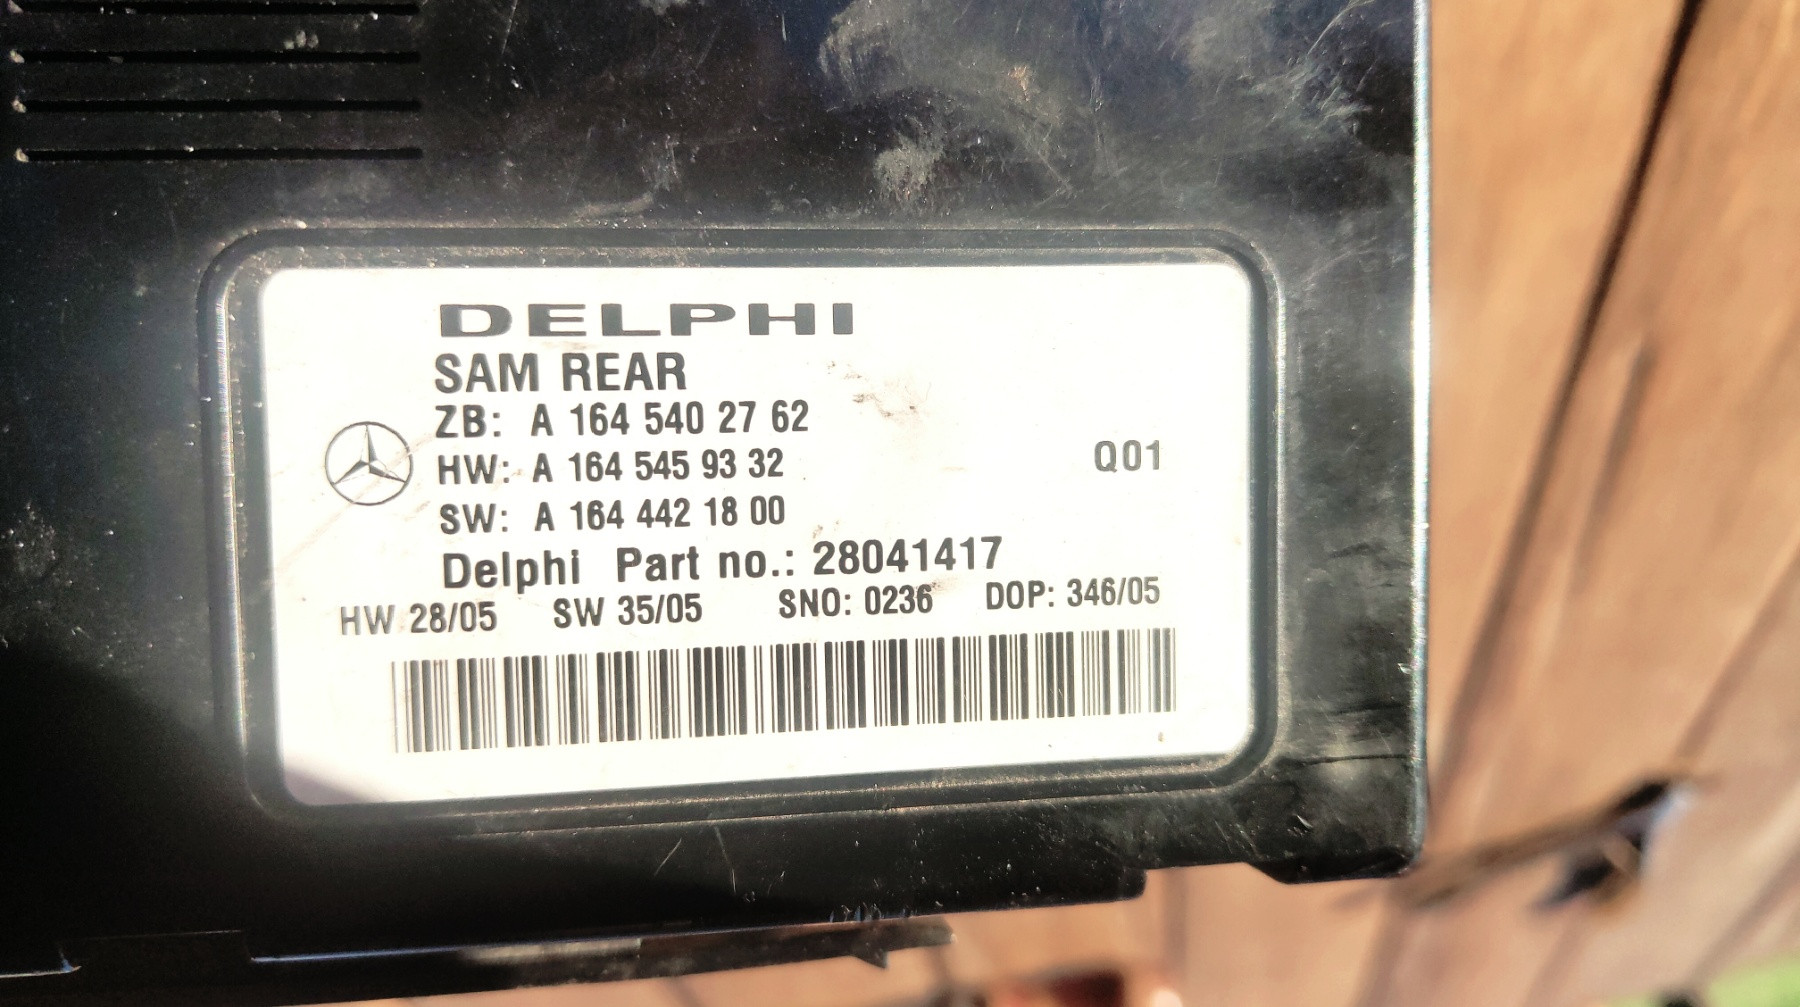 DELPHI
SAM REAR
ZB: A 164 540 27 62
HW: A 164 545 93 32
Q01
SW: A 164 442 18 00
Delphi Part no.: 28041417
HW 28/05 SW 35/05 SNO: 0236 DOP: 346/05